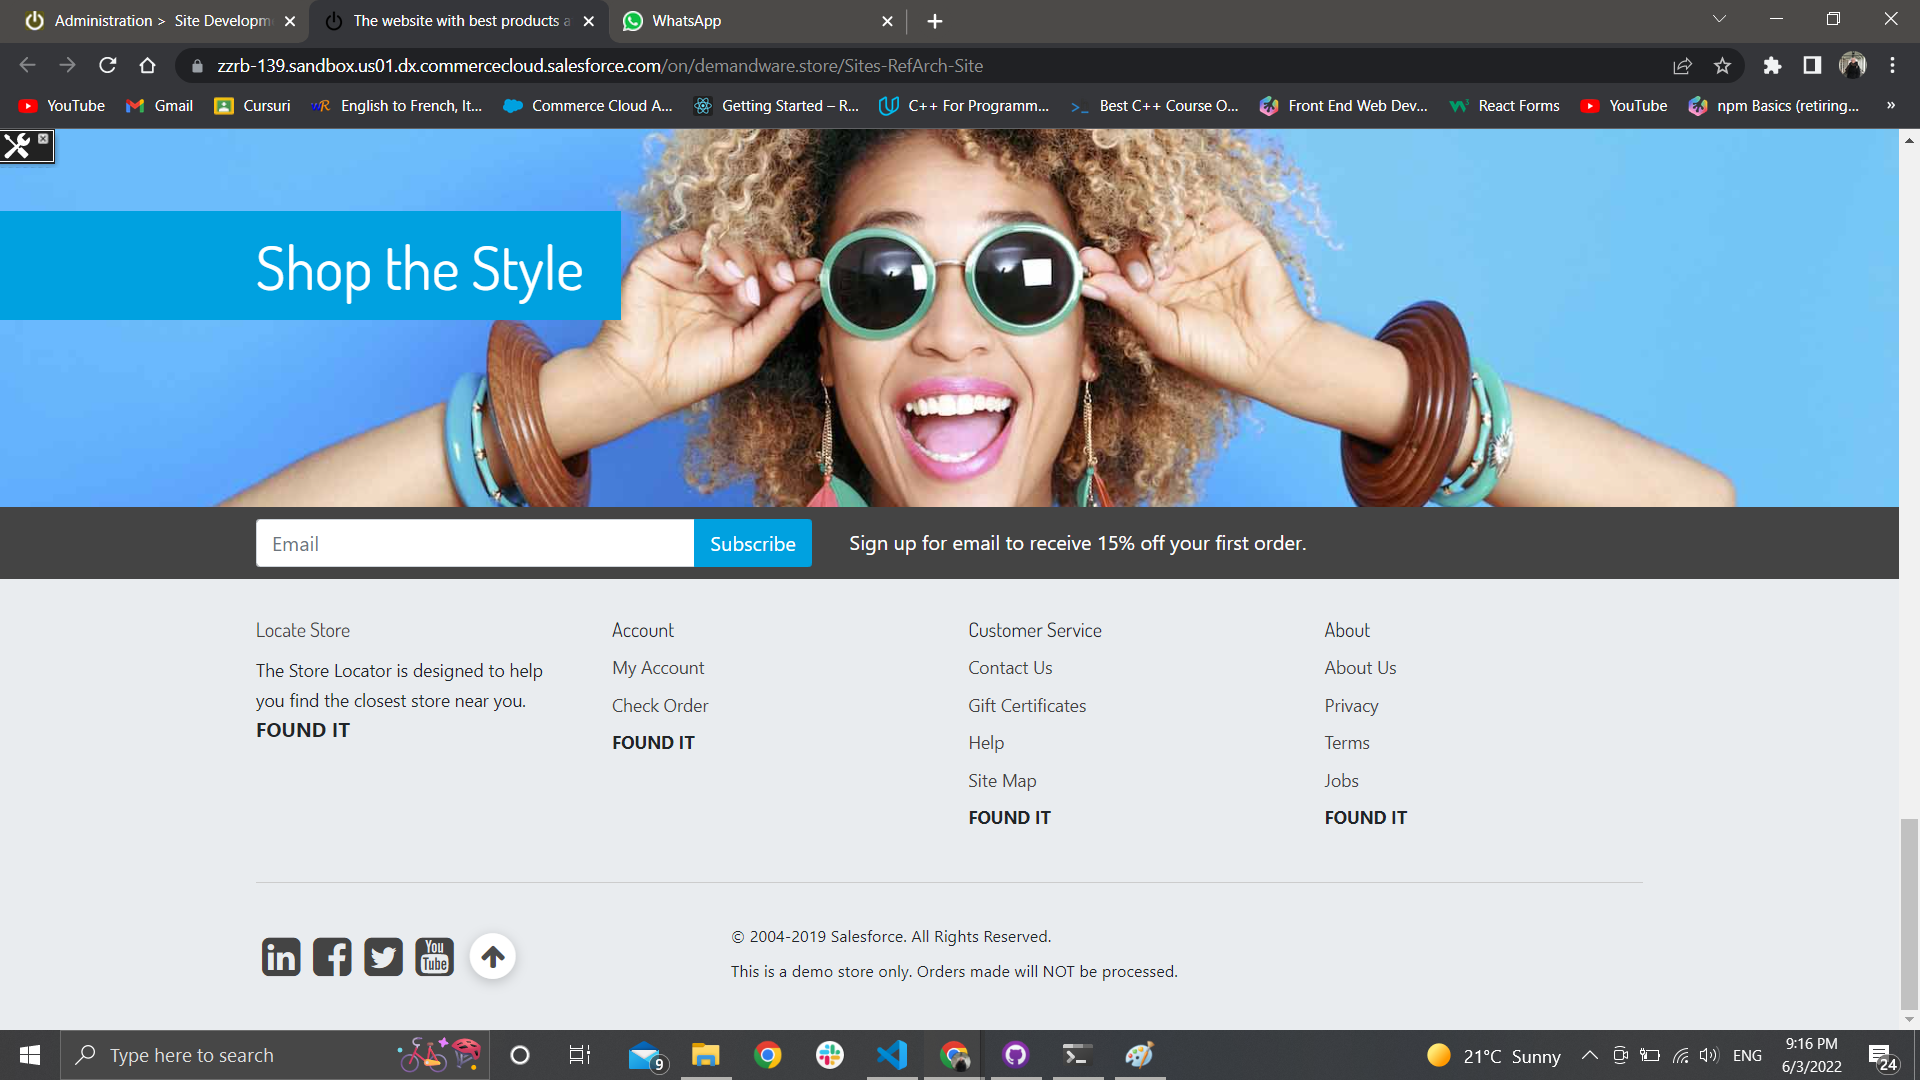 Administration > Site Developm
The website with best products a
WhatsApp
zzrb-139.sandbox.us01.dx.commercecloud.salesforce.com/on/demandware.store/Sites-RefArch-Site
YouTube
Gmail
Cursuri
English to French, It...
Commerce Cloud A...
Getting Started – R...
C++ For Programm...
Best C++ Course O...
Front End Web Dev...
React Forms
YouTube
npm Basics (retiring...
»
Shop the Style
Email
Subscribe
Sign up for email to receive 15% off your first order.
Locate Store
The Store Locator is designed to help
you find the closest store near you.
FOUND IT
Account
My Account
Check Order
FOUND IT
Customer Service
Contact Us
Gift Certificates
Help
Site Map
FOUND IT
About
About Us
Privacy
Terms
Jobs
FOUND IT
You
Tube
© 2004-2019 Salesforce. All Rights Reserved.
This is a demo store only. Orders made will NOT be processed.
Type here to search
9
21°C Sunny
ENG
9:16 PM
6/3/2022
24